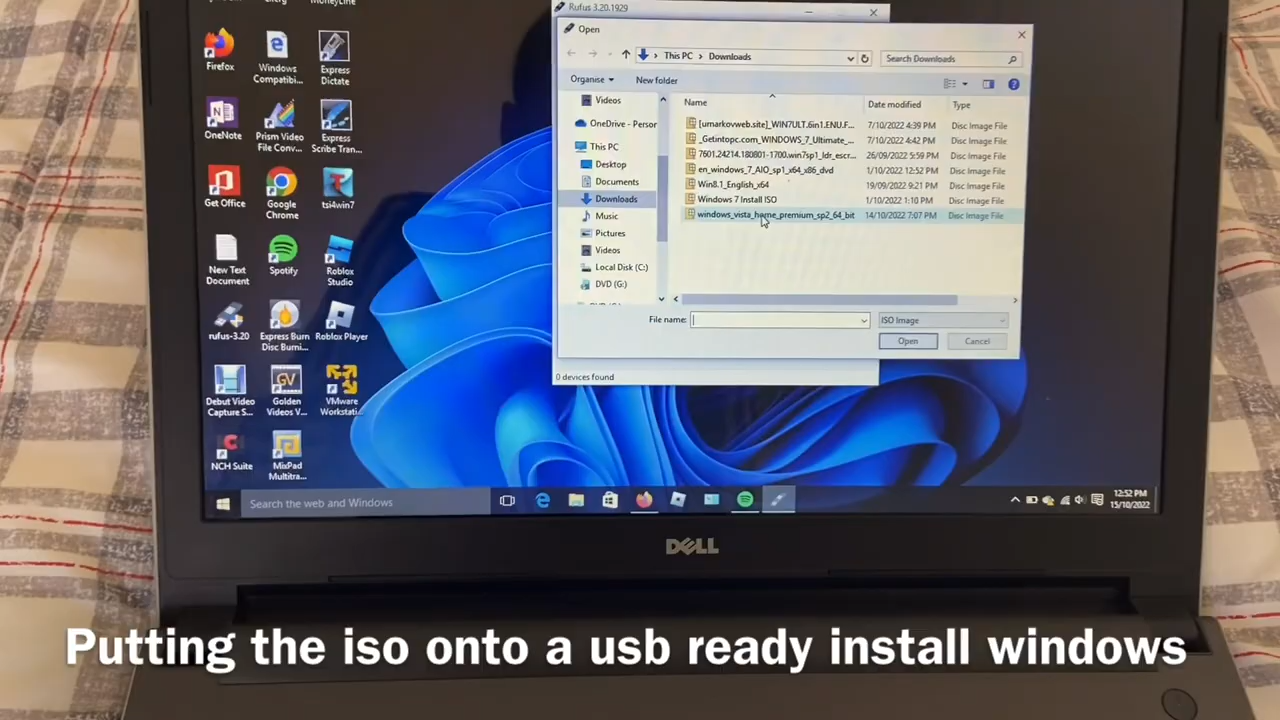 MoneyLine
Rufus 3.20.1929
Open
This PC > Downloads
Search Downloads
Organise
New folder
Name
Date modified
Type
Videos
OneDrive - Person
This PC
Desktop
Documents
Downloads
Music
Pictures
Videos
Local Disk (C:)
DVD (G:)
[umarkovweb.site]_WIN7ULT.6in1.ENU.F...
7/10/2022 4:39 PM
Disc Image File
_Getintopc.com_WINDOWS_7_Ultimate_...
7/10/2022 4:42 PM
Disc Image File
7601.24214.180801-1700.win7sp1_ldr_escr...
26/09/2022 5:59 PM
Disc Image File
en_windows_7_AIO_sp1_x64_x86_dvd
1/10/2022 12:52 PM
Disc Image File
Win8.1_English_x64
19/09/2022 9:21 PM
Disc Image File
Windows 7 Install ISO
1/10/2022 1:10 PM
Disc Image File
windows_vista_home_premium_sp2_64_bit
14/10/2022 7:07 PM
Disc Image File
File name:
ISO Image
Open
Cancel
0 devices found
Firefox
Windows
Compatibi...
Express
Dictate
OneNote
Prism Video
File Conv...
Express
Scribe Tran...
Get Office
Google
Chrome
tsi4win7
New Text
Document
Spotify
Roblox
Studio
rufus-3.20
Express Burn
Disc Burni...
Roblox Player
Debut Video
Capture S...
Golden
Videos V...
VMware
Workstati...
NCH Suite
MixPad
Multitra...
Search the web and Windows
12:52 PM
15/10/2022
DELL
Putting the iso onto a usb ready install windows